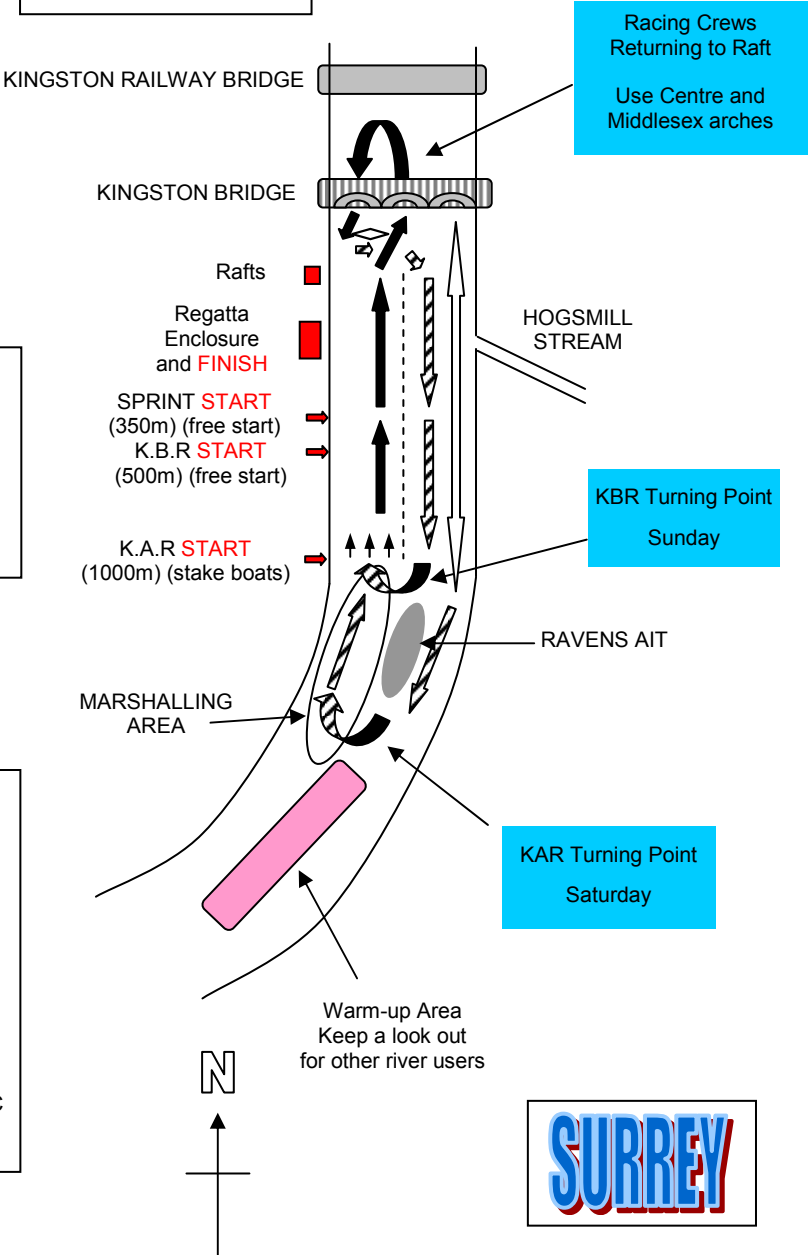 Racing Crews
Returning to Raft
Use Centre and
Middlesex arches
KINGSTON RAILWAY BRIDGE
KINGSTON BRIDGE
Rafts
Regatta
Enclosure
and FINISH
HOGSMILL
STREAM
SPRINT START
(350m) (free start)
K.B.R START
(500m) (free start)
KBR Turning Point
Sunday
K.A.R START
(1000m) (stake boats)
RAVENS AIT
MARSHALLING
AREA
KAR Turning Point
Saturday
Warm-up Area
Keep a look out
for other river users
N
SURREY